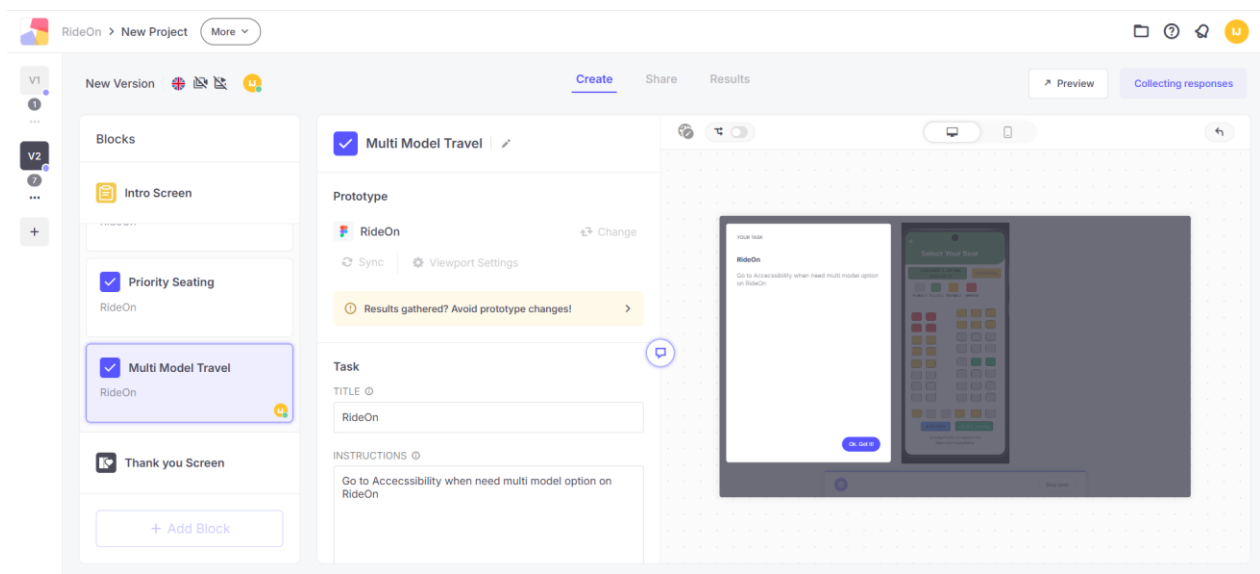 RideOn > New Project More
V1
1
V2
7
New Version
Create Share Results
Preview
Collecting responses
Blocks
Intro Screen
Priority Seating
RideOn
Multi Model Travel
RideOn
Thank you Screen
+ Add Block
Multi Model Travel
Prototype
RideOn
Change
Sync
Viewport Settings
Results gathered? Avoid prototype changes!
Task
TITLE
RideOn
INSTRUCTIONS
Go to Accecssibility when need multi model option on
RideOn
YOUR TASK
RideOn
Go to Accecssibility when need multi model option
on RideOn
Ok. Got it!
Select Your Seat